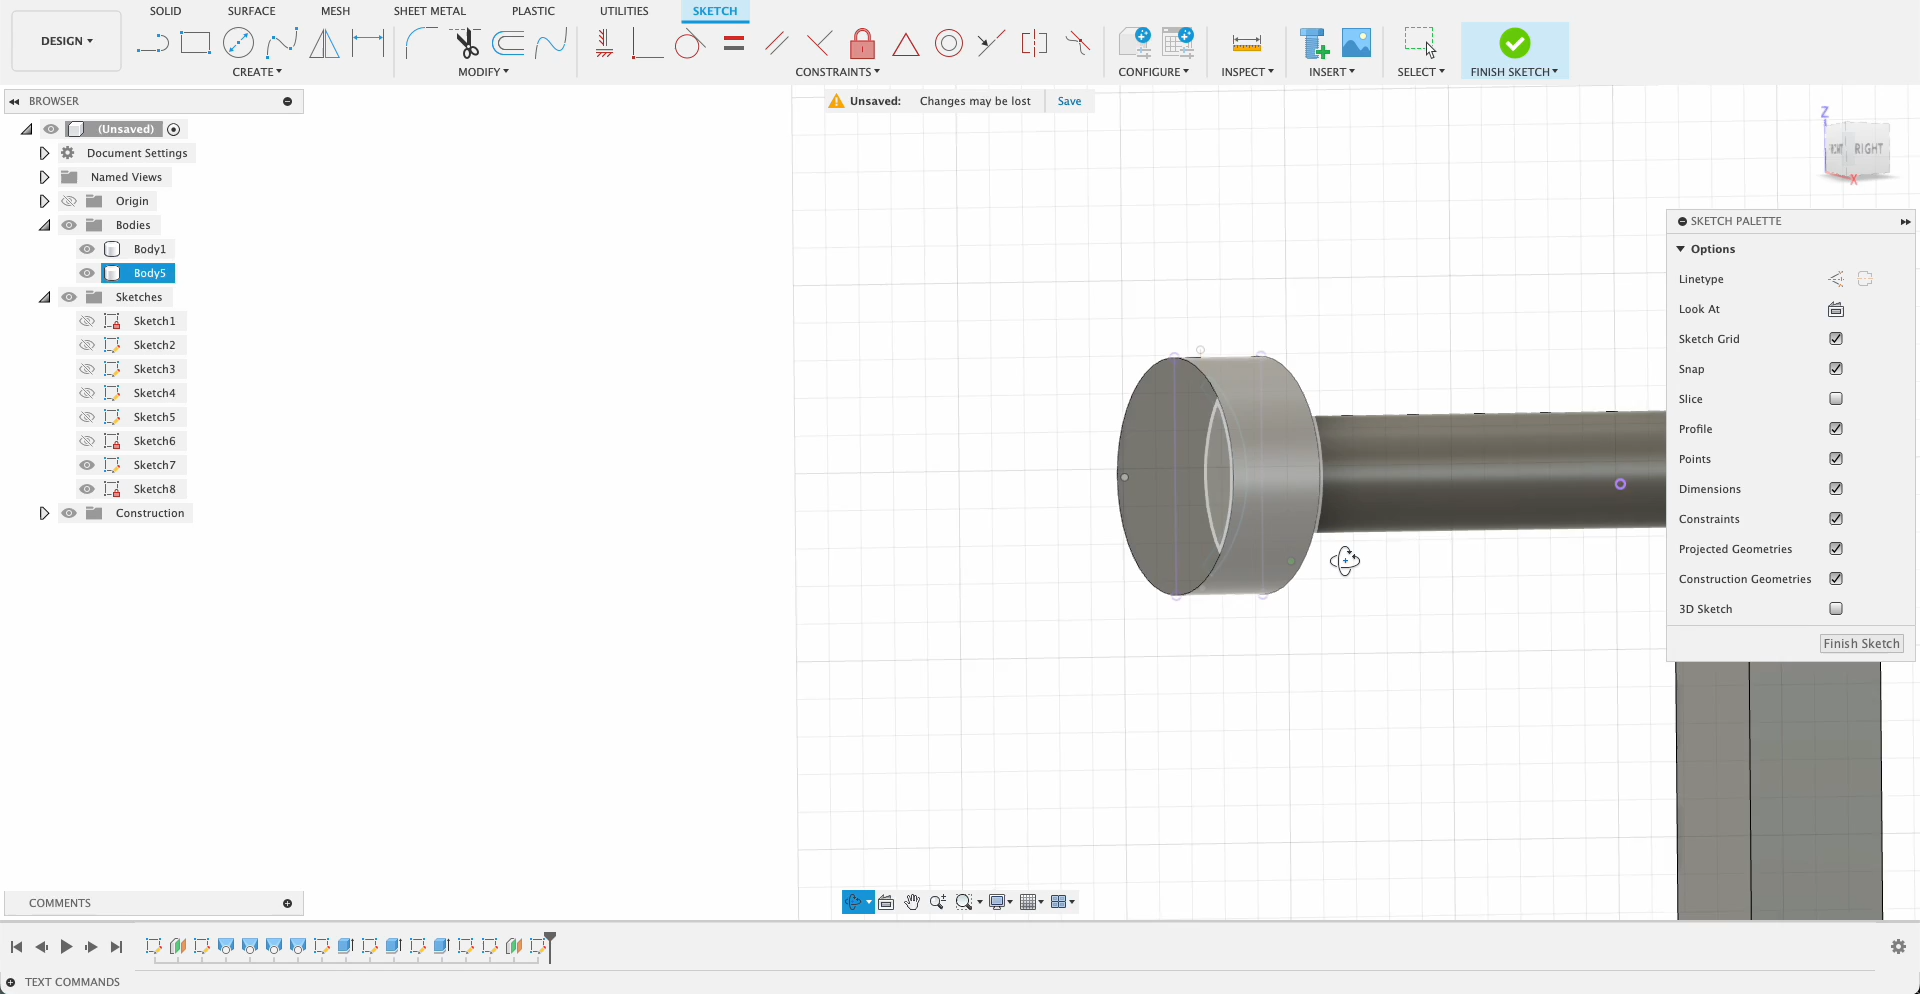 SOLID SURFACE MESH SHEET METAL PLASTIC UTILITIES SKETCH
DESIGN
CREATE MODIFY CONSTRAINTS CONFIGURE INSPECT INSERT SELECT FINISH SKETCH
BROWSER
Unsaved: Changes may be lost Save
(Unsaved)
Document Settings
Named Views
Origin
Bodies
Body1
Body5
Sketches
Sketch1
Sketch2
Sketch3
Sketch4
Sketch5
Sketch6
Sketch7
Sketch8
Construction
Z
FRONT RIGHT
X
SKETCH PALETTE
Options
Linetype
Look At
Sketch Grid
Snap
Slice
Profile
Points
Dimensions
Constraints
Projected Geometries
Construction Geometries
3D Sketch
Finish Sketch
COMMENTS
TEXT COMMANDS